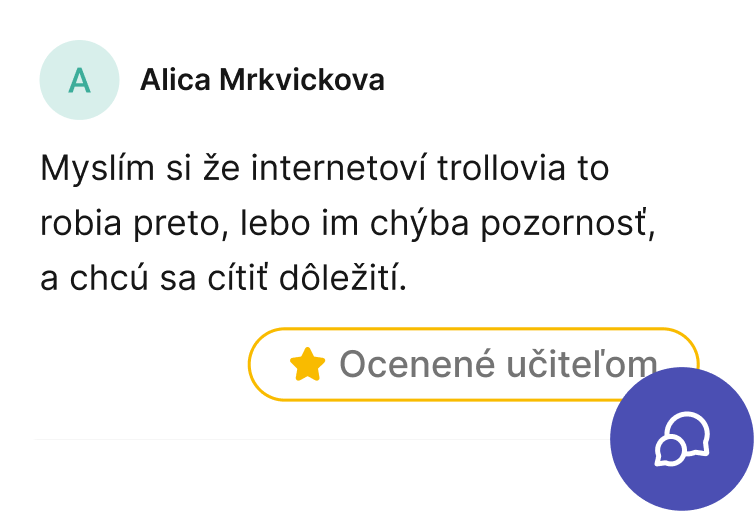 A
Alica Mrkvickova
Myslím si že internetoví trollovia to
robia preto, lebo im chýba pozornosť,
a chcú sa cítiť dôležití.
Ocenené učiteľom